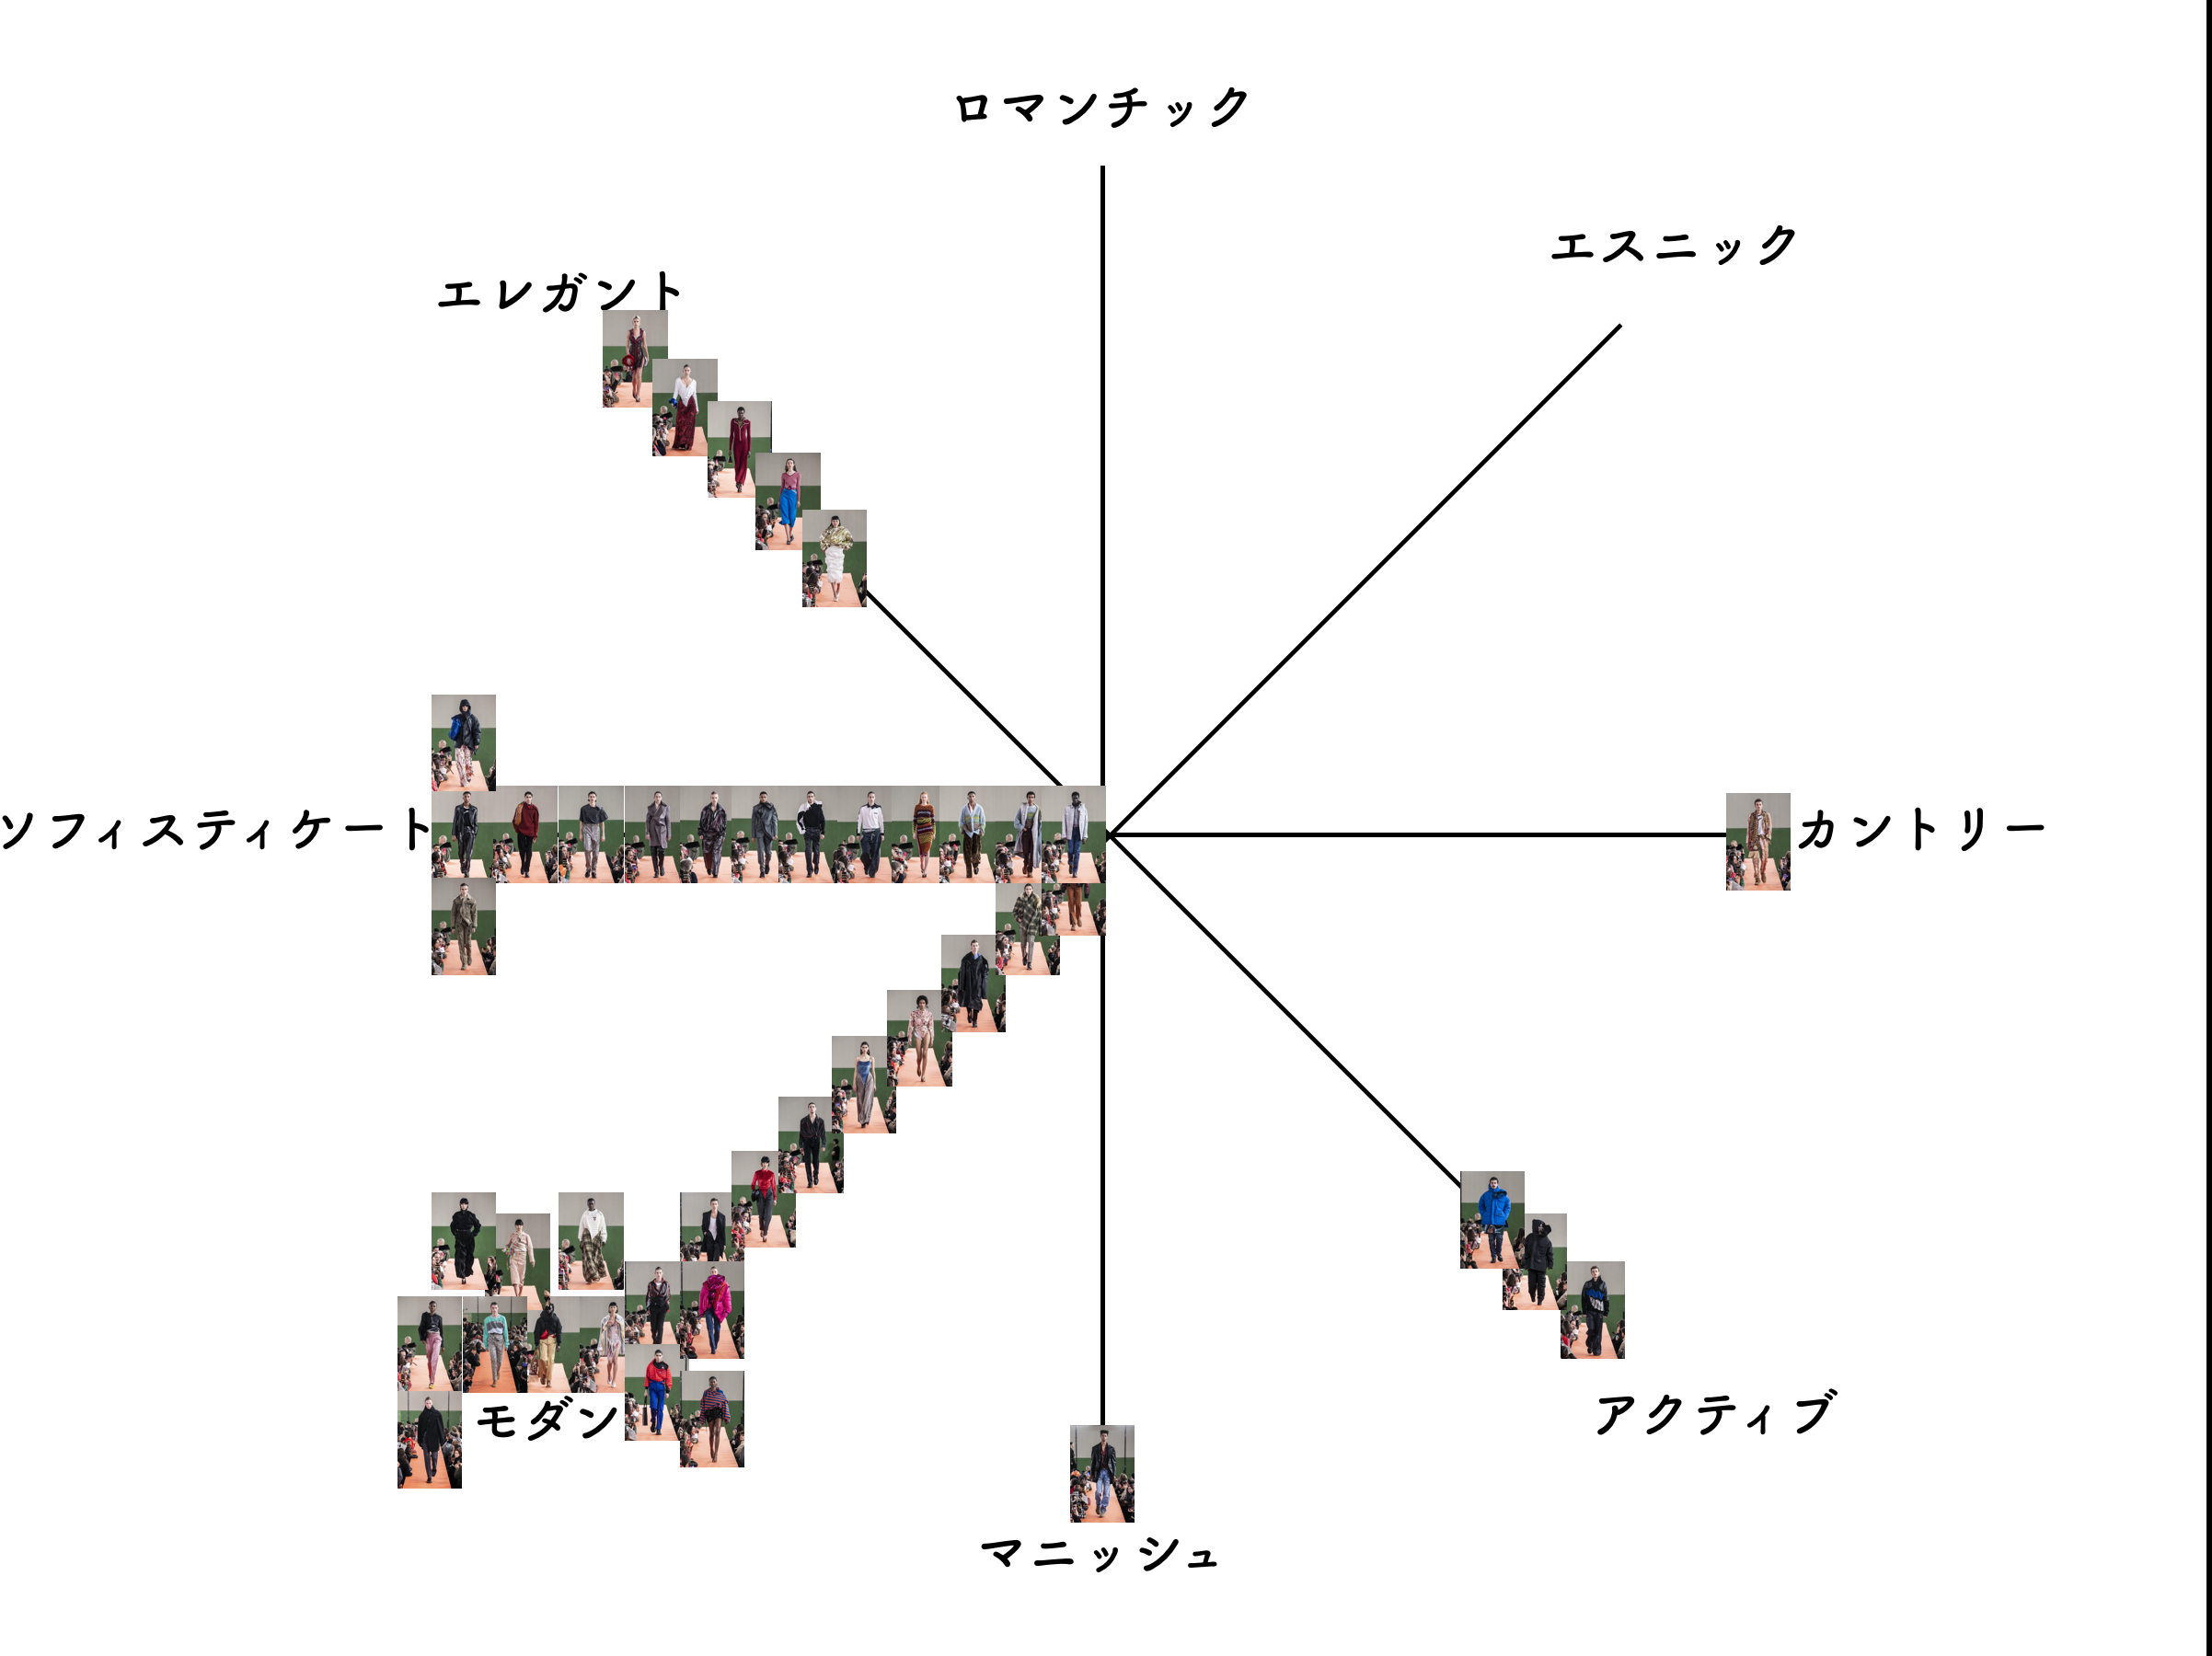 ロマンチック
エスニック
エレガント
ソフィスティケート
カントリー
モダン
アクティブ
マニッシュ